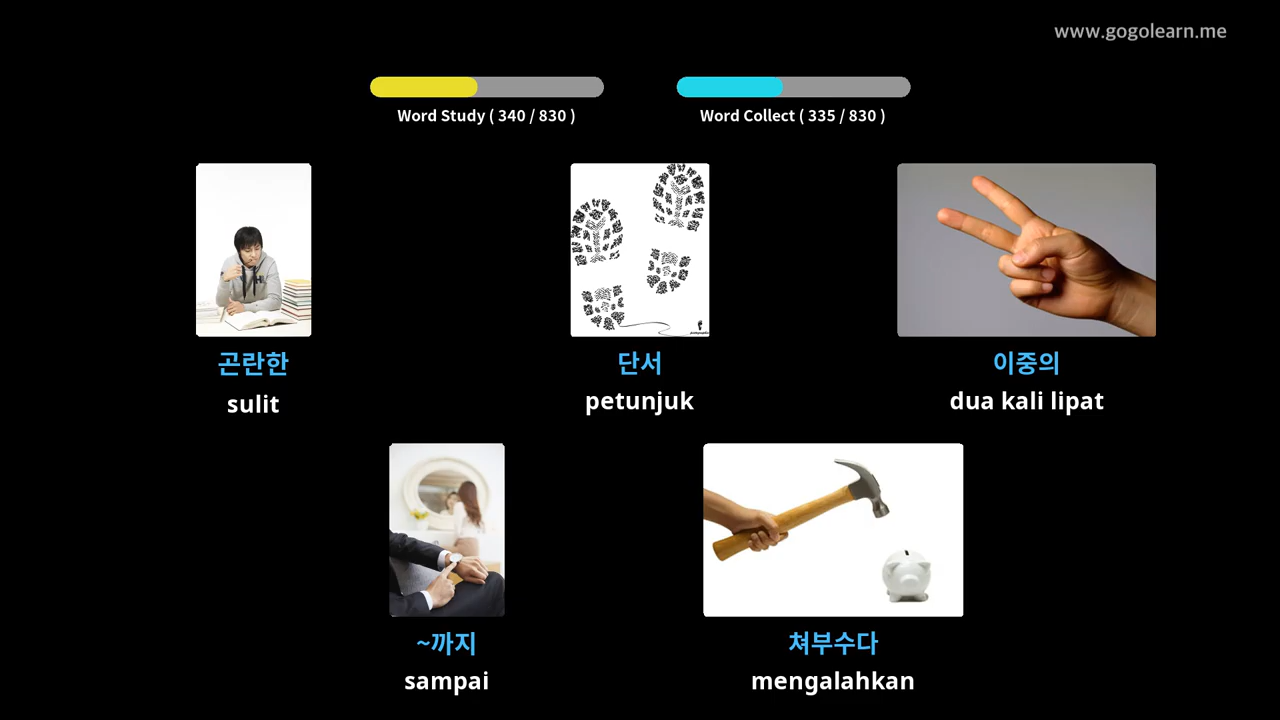 www.gogolearn.me
Word Study ( 340 / 830 )
Word Collect ( 335 / 830 )
곤란한
sulit
단서
petunjuk
이중의
dua kali lipat
~까지
sampai
쳐부수다
mengalahkan